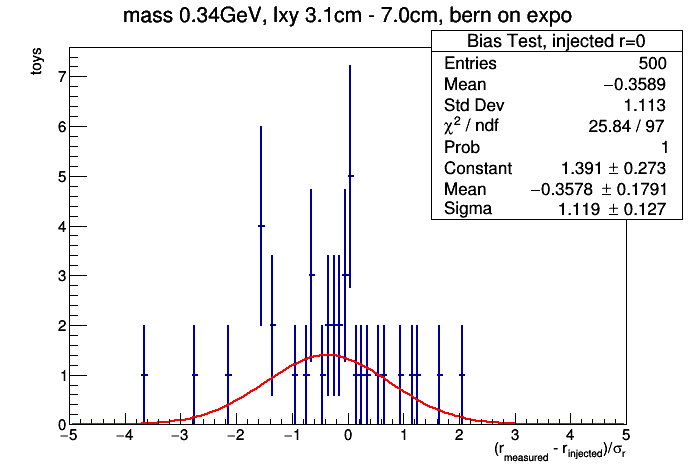 mass 0.34GeV, lxy 3.1cm - 7.0cm, bern on expo
Bias Test, injected r=0
Entries 500
Mean −0.3589
Std Dev 1.113
χ² / ndf 25.84 / 97
Prob 1
Constant 1.391 ± 0.273
Mean −0.3578 ± 0.1791
Sigma 1.119 ± 0.127
toys
7
6
5
4
3
2
1
0
−5 −4 −3 −2 −1 0 1 2 3 4 5
(r_measured - r_injected)/σ_r